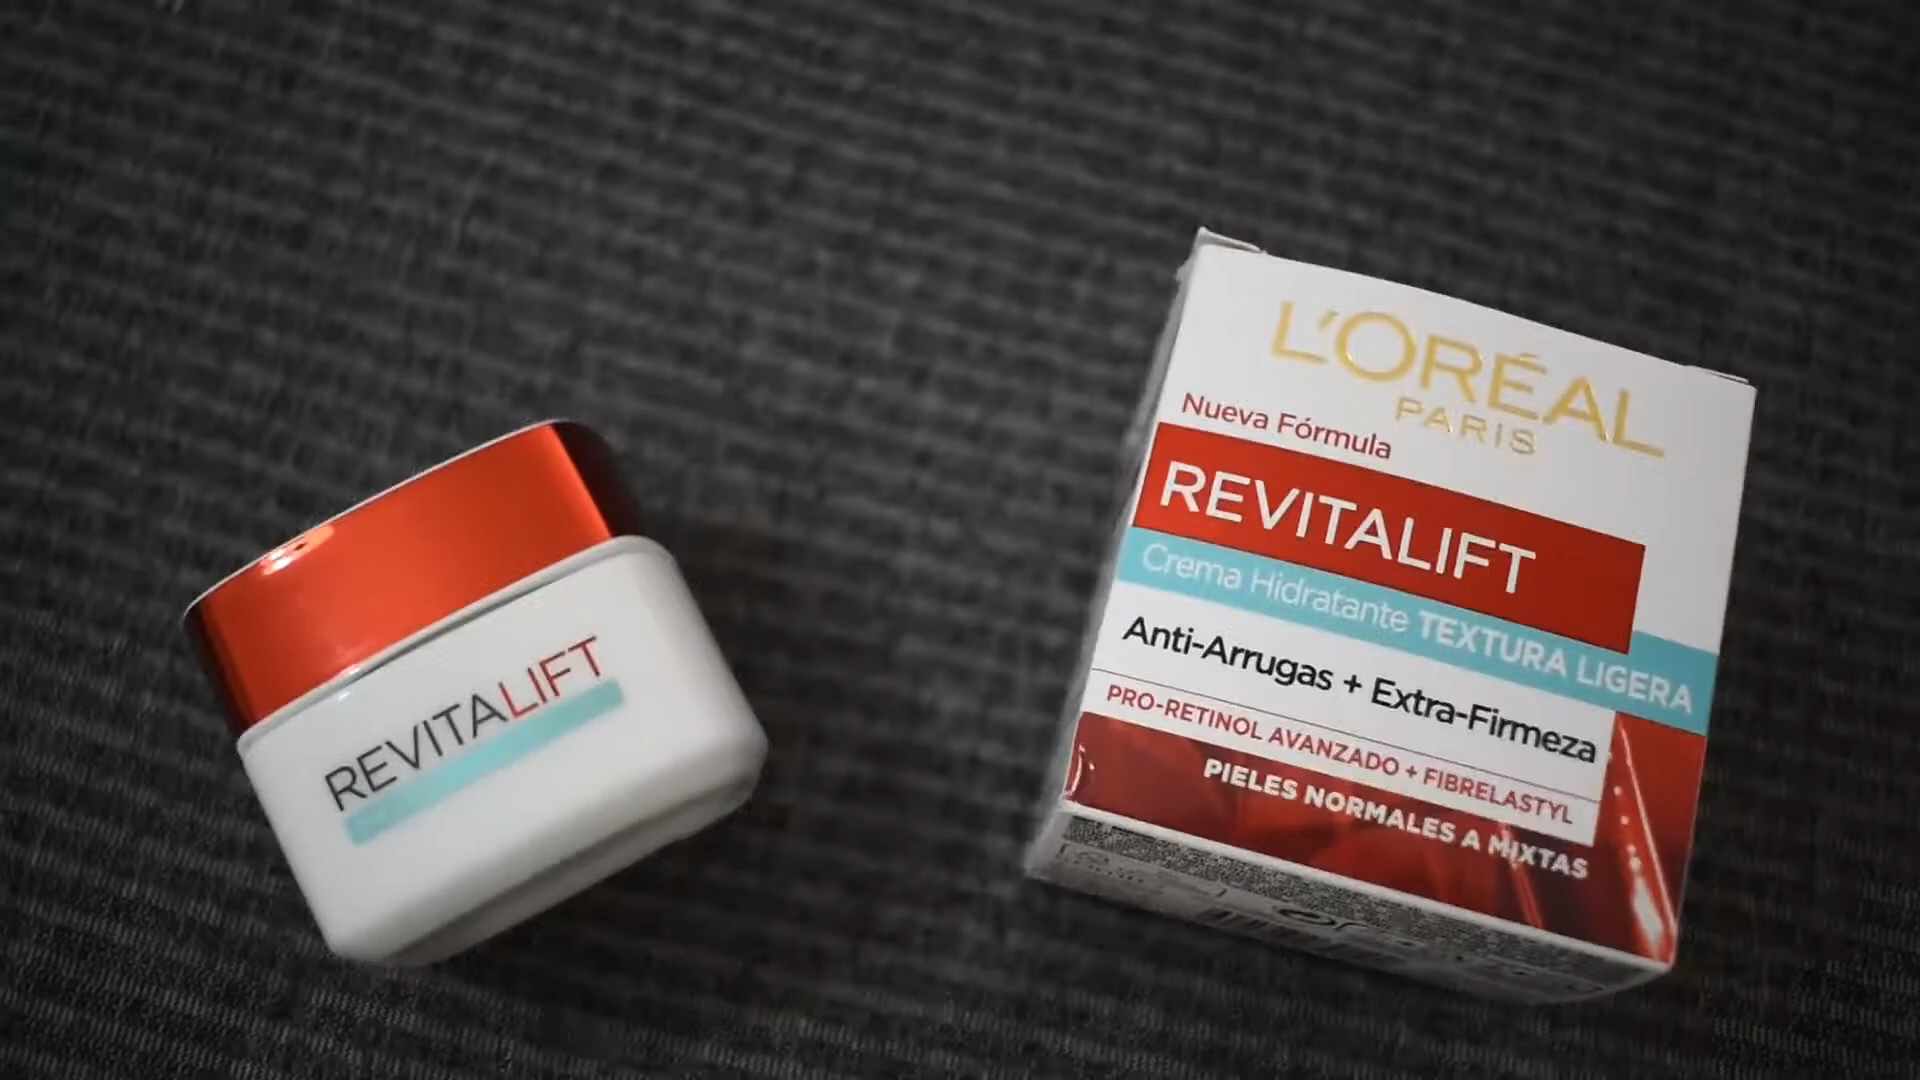 REVITALIFT
L'ORÉAL
PARIS
Nueva Fórmula
REVITALIFT
Crema Hidratante TEXTURA LIGERA
Anti-Arrugas + Extra-Firmeza
PRO-RETINOL AVANZADO + FIBRELASTYL
PIELES NORMALES A MIXTAS